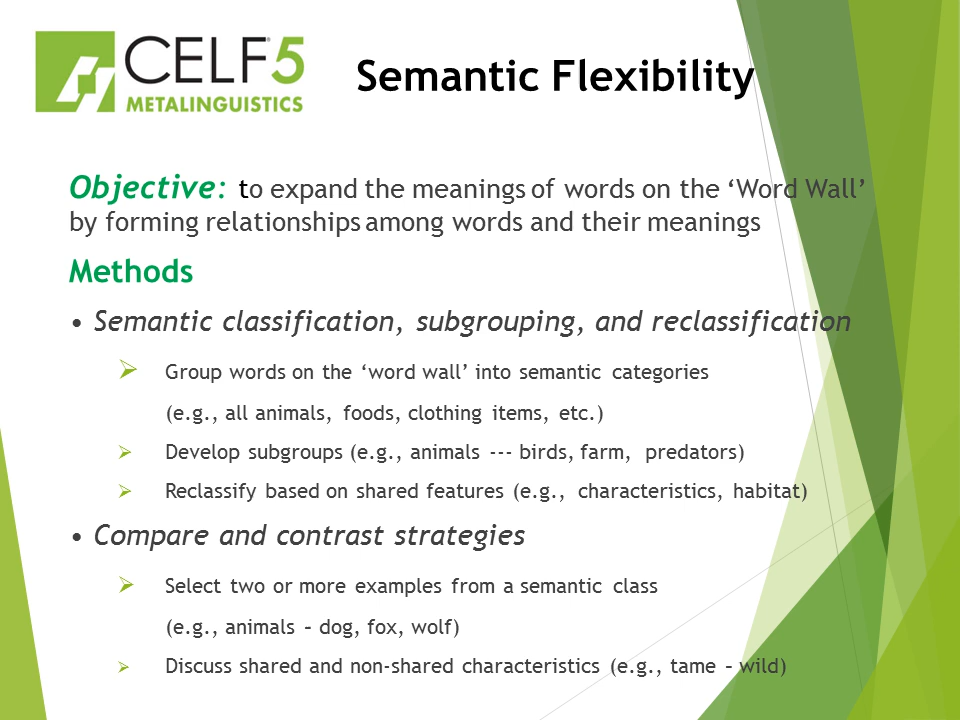 CELF 5
METALINGUISTICS
Semantic Flexibility
Objective: to expand the meanings of words on the ‘Word Wall’
by forming relationships among words and their meanings
Methods
• Semantic classification, subgrouping, and reclassification
➢ Group words on the ‘word wall’ into semantic categories
(e.g., all animals, foods, clothing items, etc.)
➢ Develop subgroups (e.g., animals --- birds, farm, predators)
➢ Reclassify based on shared features (e.g., characteristics, habitat)
• Compare and contrast strategies
➢ Select two or more examples from a semantic class
(e.g., animals – dog, fox, wolf)
➢ Discuss shared and non-shared characteristics (e.g., tame – wild)